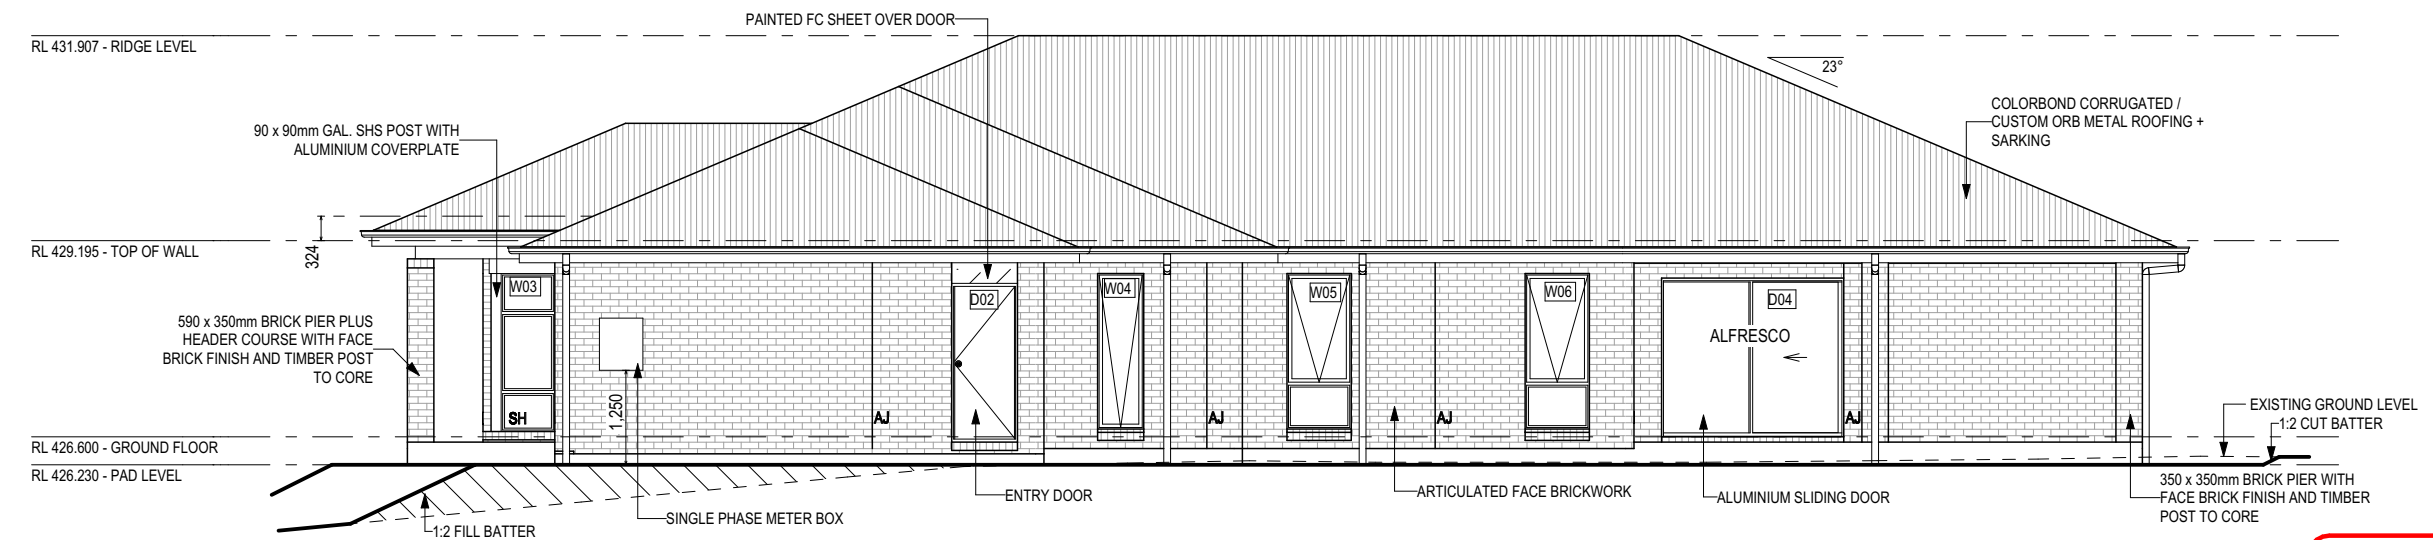 PAINTED FC SHEET OVER DOOR
RL 431.907 - RIDGE LEVEL
23°
COLORBOND CORRUGATED /
CUSTOM ORB METAL ROOFING +
SARKING
90 x 90mm GAL. SHS POST WITH
ALUMINIUM COVERPLATE
324
RL 429.195 - TOP OF WALL
W03
D02
W04
W05
W06
D04
ALFRESCO
590 x 350mm BRICK PIER PLUS
HEADER COURSE WITH FACE
BRICK FINISH AND TIMBER POST
TO CORE
1,250
SH
AJ
AJ
AJ
AJ
EXISTING GROUND LEVEL
1:2 CUT BATTER
RL 426.600 - GROUND FLOOR
RL 426.230 - PAD LEVEL
1:2 FILL BATTER
SINGLE PHASE METER BOX
ENTRY DOOR
ARTICULATED FACE BRICKWORK
ALUMINIUM SLIDING DOOR
350 x 350mm BRICK PIER WITH
FACE BRICK FINISH AND TIMBER
POST TO CORE